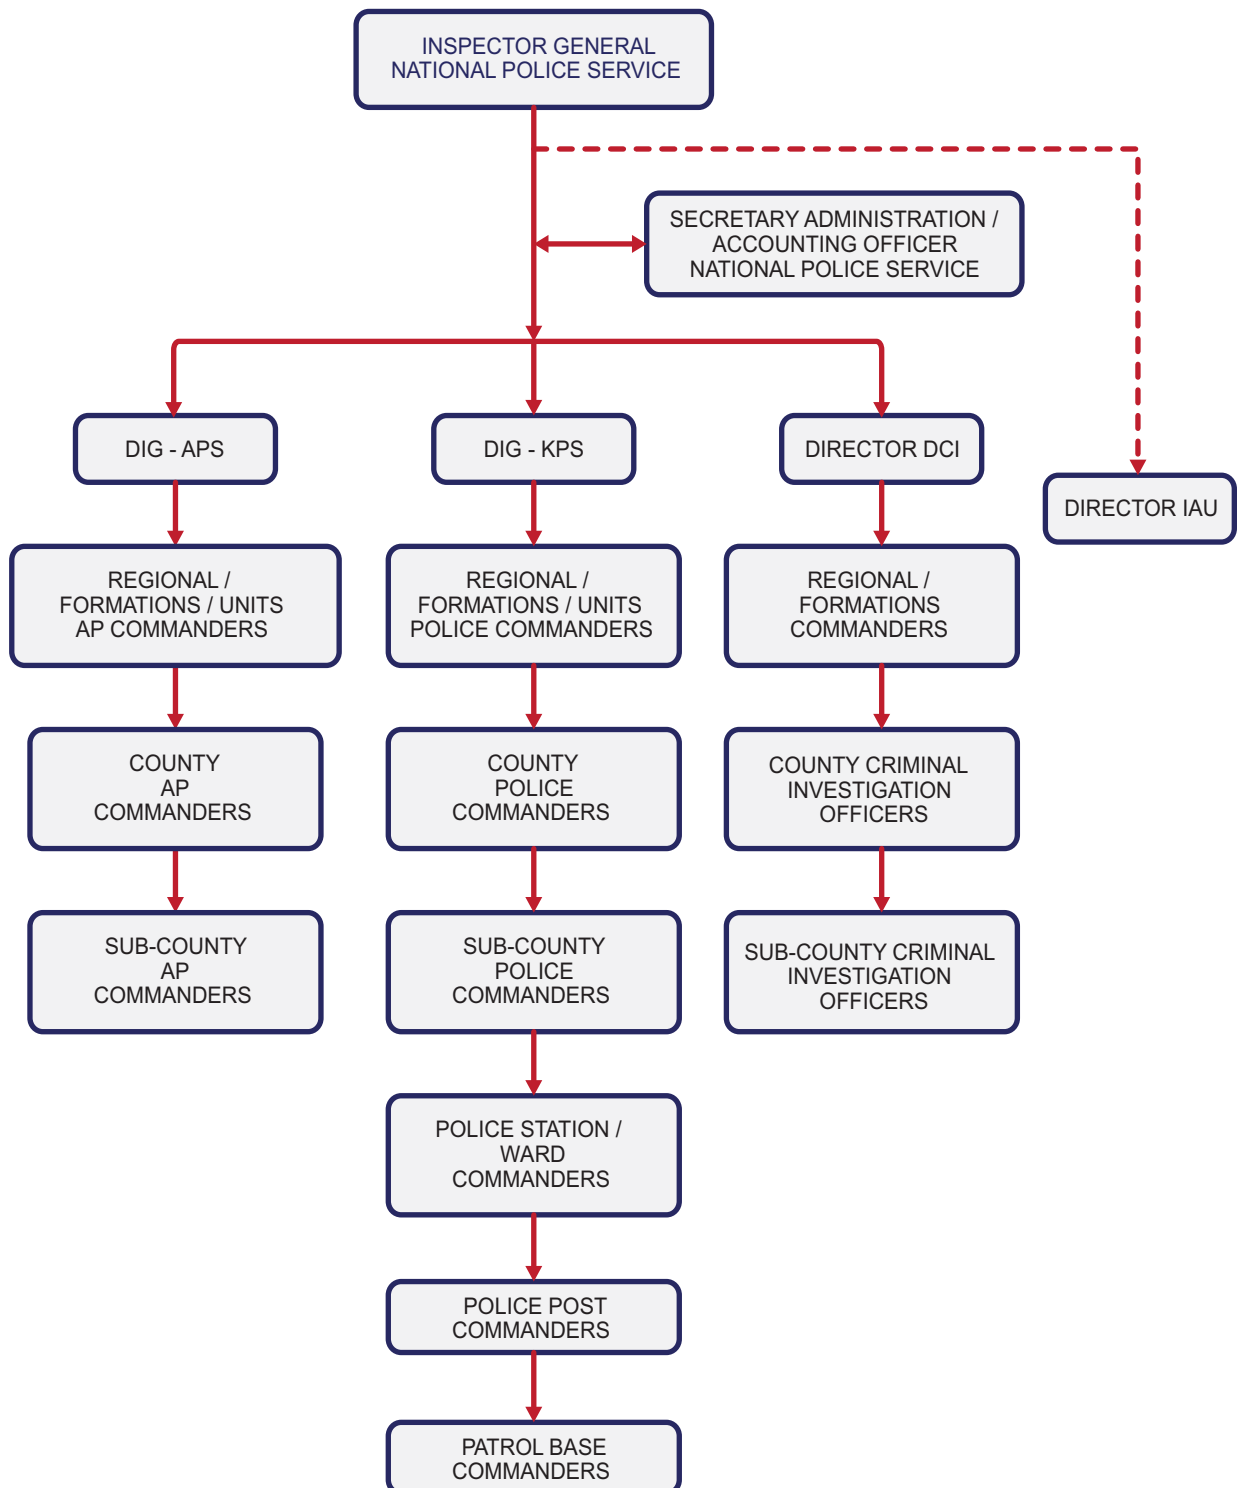 INSPECTOR GENERAL
NATIONAL POLICE SERVICE
SECRETARY ADMINISTRATION /
ACCOUNTING OFFICER
NATIONAL POLICE SERVICE
DIG - APS
DIG - KPS
DIRECTOR DCI
DIRECTOR IAU
REGIONAL /
FORMATIONS / UNITS
AP COMMANDERS
REGIONAL /
FORMATIONS / UNITS
POLICE COMMANDERS
REGIONAL /
FORMATIONS
COMMANDERS
COUNTY
AP
COMMANDERS
COUNTY
POLICE
COMMANDERS
COUNTY CRIMINAL
INVESTIGATION
OFFICERS
SUB-COUNTY
AP
COMMANDERS
SUB-COUNTY
POLICE
COMMANDERS
SUB-COUNTY CRIMINAL
INVESTIGATION
OFFICERS
POLICE STATION /
WARD
COMMANDERS
POLICE POST
COMMANDERS
PATROL BASE
COMMANDERS